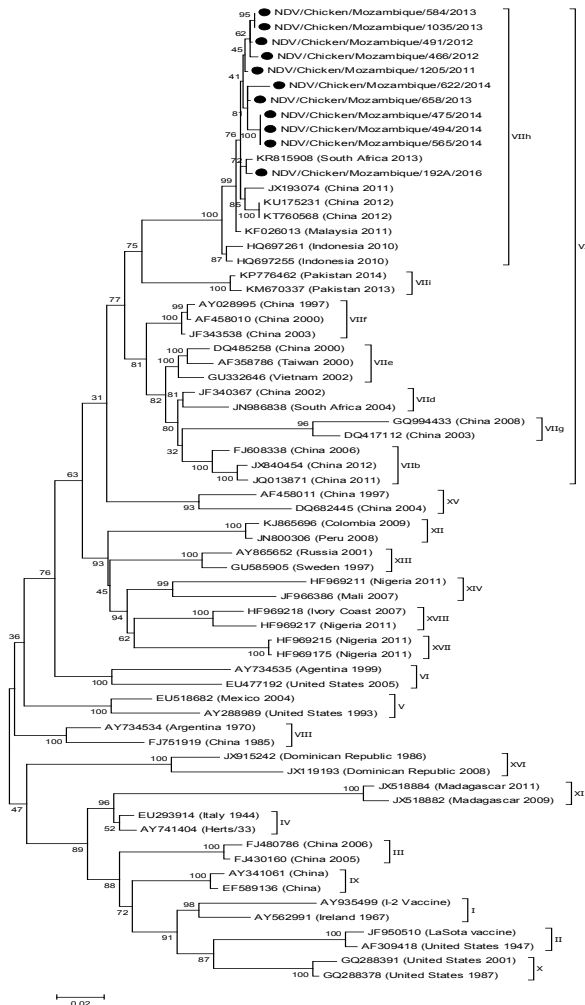 95 NDV/Chicken/Mozambique/584/2013
62 NDV/Chicken/Mozambique/1035/2013
45 NDV/Chicken/Mozambique/491/2012
NDV/Chicken/Mozambique/466/2012
41 NDV/Chicken/Mozambique/1205/2011
NDV/Chicken/Mozambique/622/2014
81 NDV/Chicken/Mozambique/658/2013
NDV/Chicken/Mozambique/475/2014
76 100 NDV/Chicken/Mozambique/494/2014 VIIh
NDV/Chicken/Mozambique/565/2014
72 KR815908 (South Africa 2013)
NDV/Chicken/Mozambique/192A/2016
99 JX193074 (China 2011)
85 KU175231 (China 2012)
100 KT760568 (China 2012)
100 KF026013 (Malaysia 2011)
HQ697261 (Indonesia 2010)
87 HQ697255 (Indonesia 2010)
75 KP776462 (Pakistan 2014)
100 KM670337 (Pakistan 2013) VIIi
77 99 AY028995 (China 1997)
100 AF458010 (China 2000) VIIf
JF343538 (China 2003)
81 100 DQ485258 (China 2000)
100 AF358786 (Taiwan 2000) VIIe
82 GU332646 (Vietnam 2002)
81 JF340367 (China 2002)
31 JN986838 (South Africa 2004) VIId
80 96 GQ994433 (China 2008)
DQ417112 (China 2003) VIIg
32 FJ608338 (China 2006)
100 JX840454 (China 2012) VIIb
63 100 JQ013871 (China 2011)
AF458011 (China 1997)
93 DQ682445 (China 2004) XV
100 KJ865696 (Colombia 2009)
JN800306 (Peru 2008) XII
93 100 AY865652 (Russia 2001)
GU585905 (Sweden 1997) XIII
76 45 99 HF969211 (Nigeria 2011)
JF966386 (Mali 2007) XIV
94 100 HF969218 (Ivory Coast 2007)
HF969217 (Nigeria 2011) XVIII
62 HF969215 (Nigeria 2011)
36 100 HF969175 (Nigeria 2011) XVII
AY734535 (Agentina 1999)
100 EU477192 (United States 2005) VI
EU518682 (Mexico 2004)
100 AY288989 (United States 1993) V
AY734534 (Argentina 1970)
100 FJ751919 (China 1985) VIII
100 JX915242 (Dominican Republic 1986)
JX119193 (Dominican Republic 2008) XVI
47 100 JX518884 (Madagascar 2011)
96 JX518882 (Madagascar 2009) XI
EU293914 (Italy 1944)
52 AY741404 (Herts/33) IV
89 100 FJ480786 (China 2006)
FJ430160 (China 2005) III
88 100 AY341061 (China)
EF589136 (China) IX
72 98 AY935499 (I-2 Vaccine)
AY562991 (Ireland 1967) I
91 100 JF950510 (LaSota vaccine)
AF309418 (United States 1947) II
87 GQ288391 (United States 2001)
100 GQ288378 (United States 1987) X
0.02